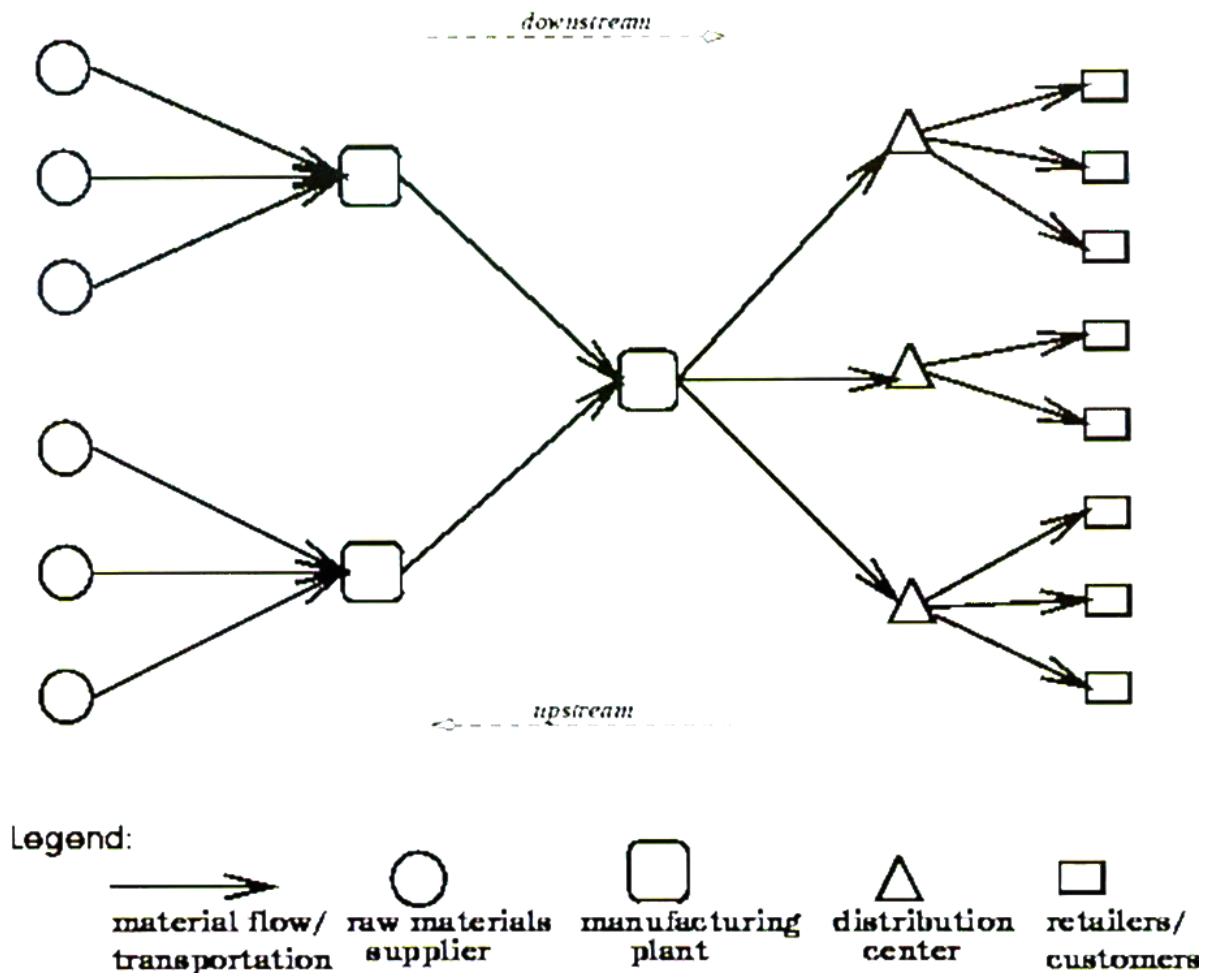 downstream
upstream
Legend:
material flow/
transportation
raw materials
supplier
manufacturing
plant
distribution
center
retailers/
customers